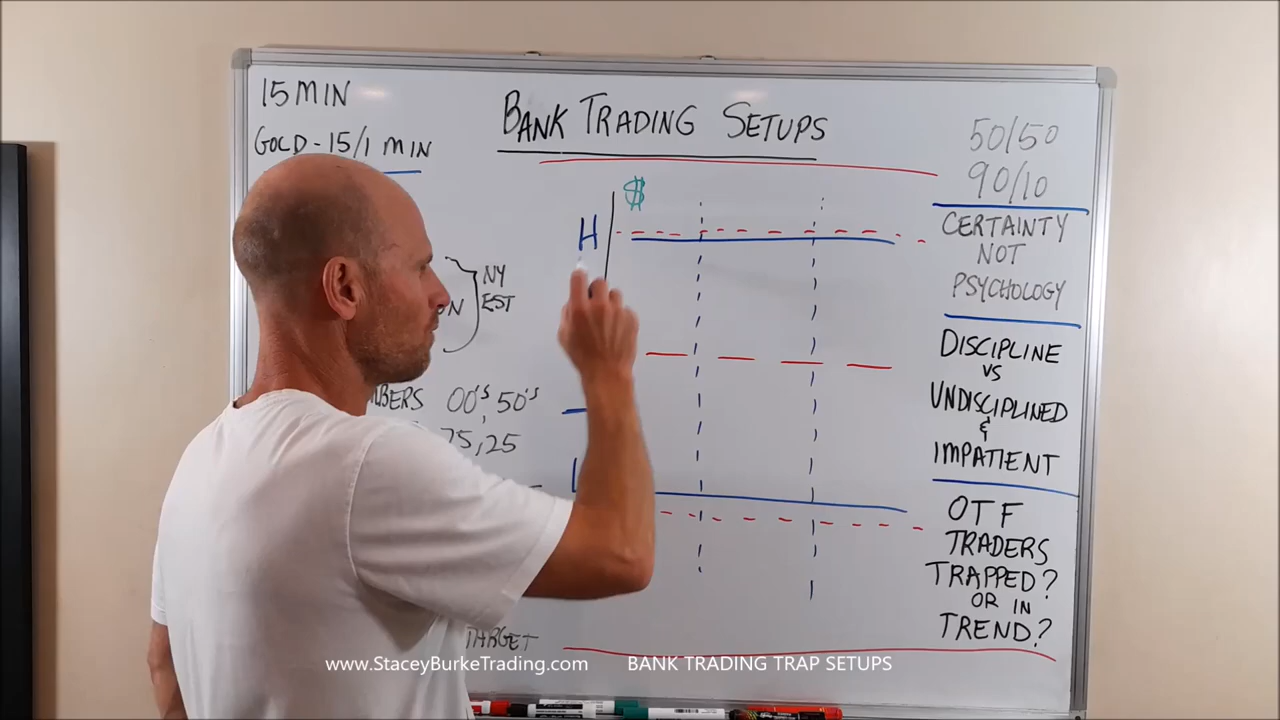 15 MIN
GOLD - 15/1 MIN
BANK TRADING SETUPS
$
H
NY
EST
00's, 50's
75, 25
TARGET
50/50
90/10
CERTAINTY
NOT
PSYCHOLOGY
DISCIPLINE
VS
UNDISCIPLINED
&
IMPATIENT
OTF
TRADERS
TRAPPED?
OR IN
TREND?
www.StaceyBurkeTrading.com
BANK TRADING TRAP SETUPS